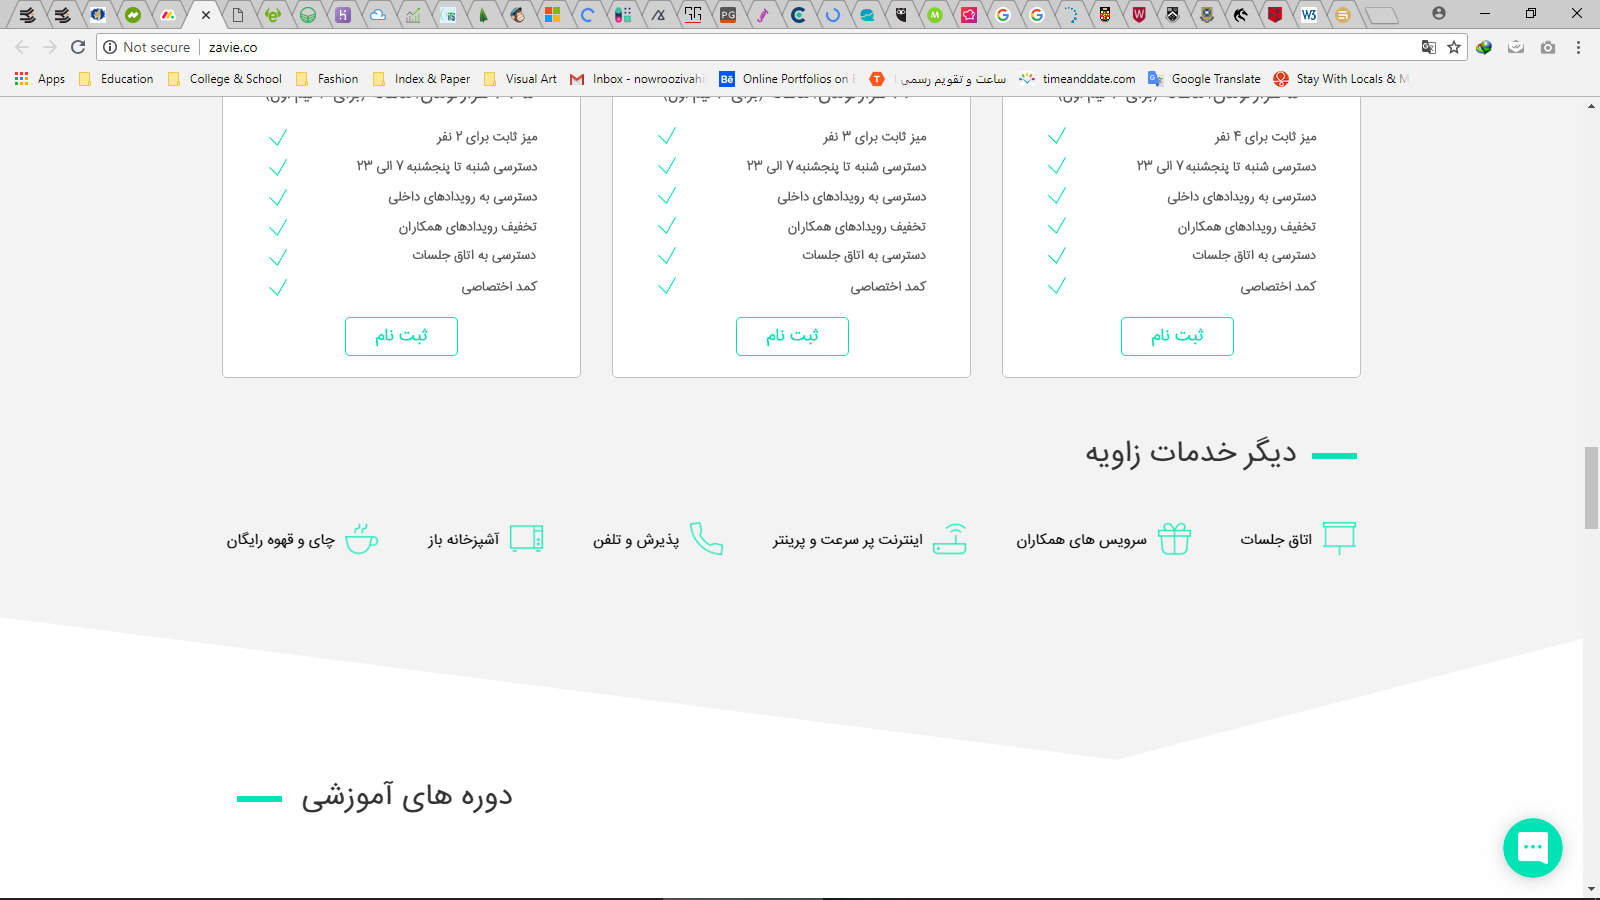 Not secure
zavie.co
Apps
Education
College & School
Fashion
Index & Paper
Visual Art
Inbox - nowroozivahi
Online Portfolios on
ساعت و تقویم رسمی
timeanddate.com
Google Translate
Stay With Locals & M
میز ثابت برای ۴ نفر
دسترسی شنبه تا پنجشنبه ۷ الی ۲۳
دسترسی به رویدادهای داخلی
تخفیف رویدادهای همکاران
دسترسی به اتاق جلسات
کمد اختصاصی
ثبت نام
میز ثابت برای ۳ نفر
دسترسی شنبه تا پنجشنبه ۷ الی ۲۳
دسترسی به رویدادهای داخلی
تخفیف رویدادهای همکاران
دسترسی به اتاق جلسات
کمد اختصاصی
ثبت نام
میز ثابت برای ۲ نفر
دسترسی شنبه تا پنجشنبه ۷ الی ۲۳
دسترسی به رویدادهای داخلی
تخفیف رویدادهای همکاران
دسترسی به اتاق جلسات
کمد اختصاصی
ثبت نام
دیگر خدمات زاویه
اتاق جلسات
سرویس های همکاران
اینترنت پر سرعت و پرینتر
پذیرش و تلفن
آشپزخانه باز
چای و قهوه رایگان
دوره های آموزشی